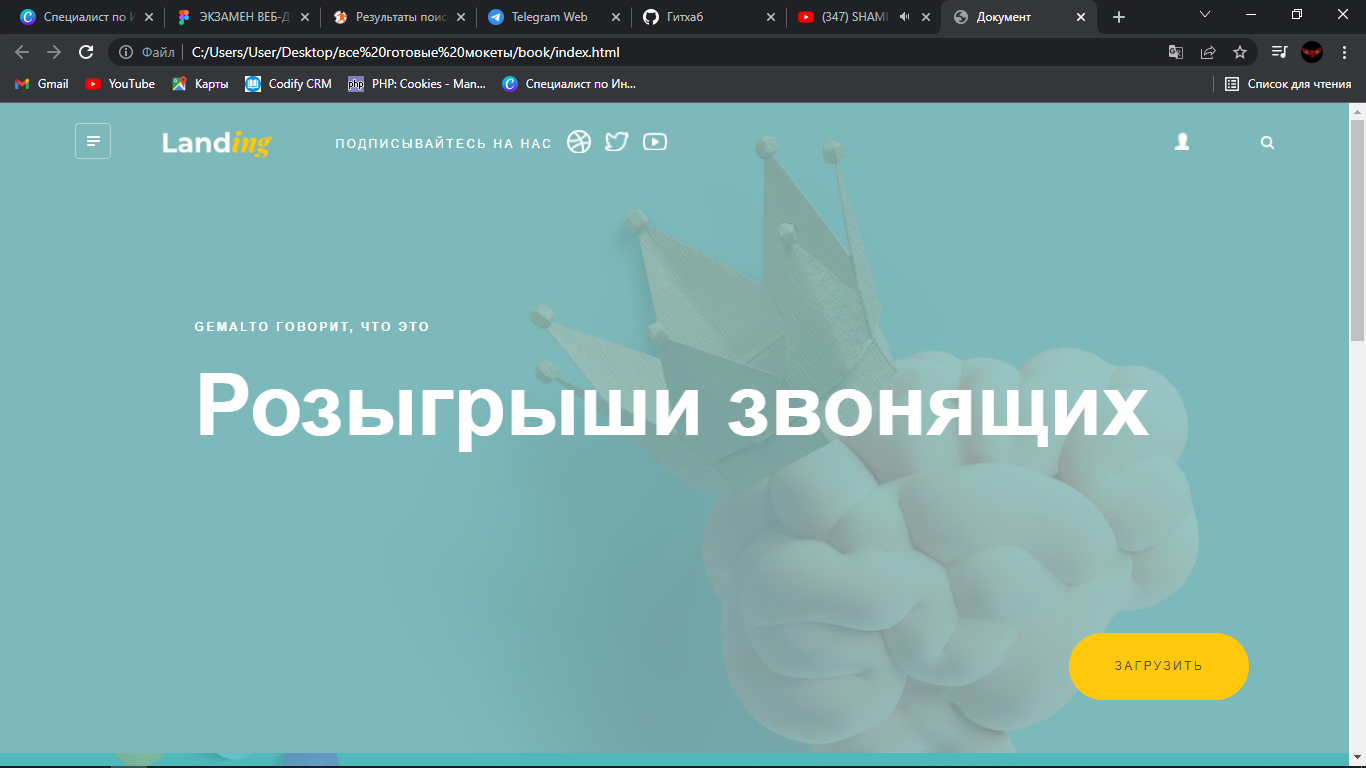 Специалист по И
ЭКЗАМЕН ВЕБ-Д
Результаты поис
Telegram Web
Гитхаб
(347) SHAMI
Документ
Файл
C:/Users/User/Desktop/все%20готовые%20мокеты/book/index.html
Gmail
YouTube
Карты
Codify CRM
php
PHP: Cookies - Man...
Специалист по Ин...
Список для чтения
Landing
ПОДПИСЫВАЙТЕСЬ НА НАС
GEMALTO ГОВОРИТ, ЧТО ЭТО
Розыгрыши звонящих
ЗАГРУЗИТЬ